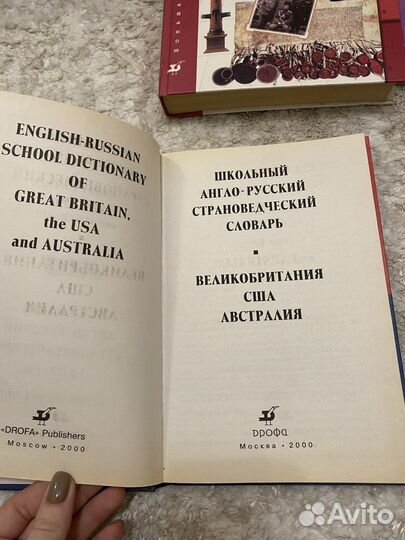 ENGLISH-RUSSIAN
SCHOOL DICTIONARY
OF
GREAT BRITAIN,
the USA
and AUSTRALIA
«DROFA» Publishers
Moscow • 2000
ШКОЛЬНЫЙ
АНГЛО-РУССКИЙ
СТРАНОВЕДЧЕСКИЙ
СЛОВАРЬ
ВЕЛИКОБРИТАНИЯ
США
АВСТРАЛИЯ
ДРОФА
Москва • 2000
Avito